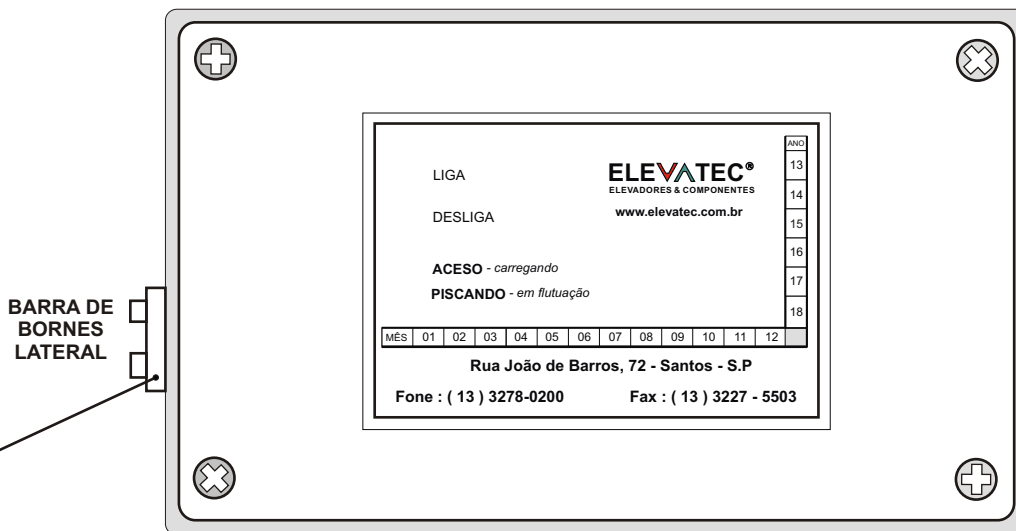 LIGA
DESLIGA
ACESO - carregando
PISCANDO - em flutuação
ELEVATEC®
ELEVADORES & COMPONENTES
www.elevatec.com.br
ANO
13
14
15
16
17
18
MÊS 01 02 03 04 05 06 07 08 09 10 11 12
Rua João de Barros, 72 - Santos - S.P
Fone : ( 13 ) 3278-0200 Fax : ( 13 ) 3227 - 5503
BARRA DE
BORNES
LATERAL